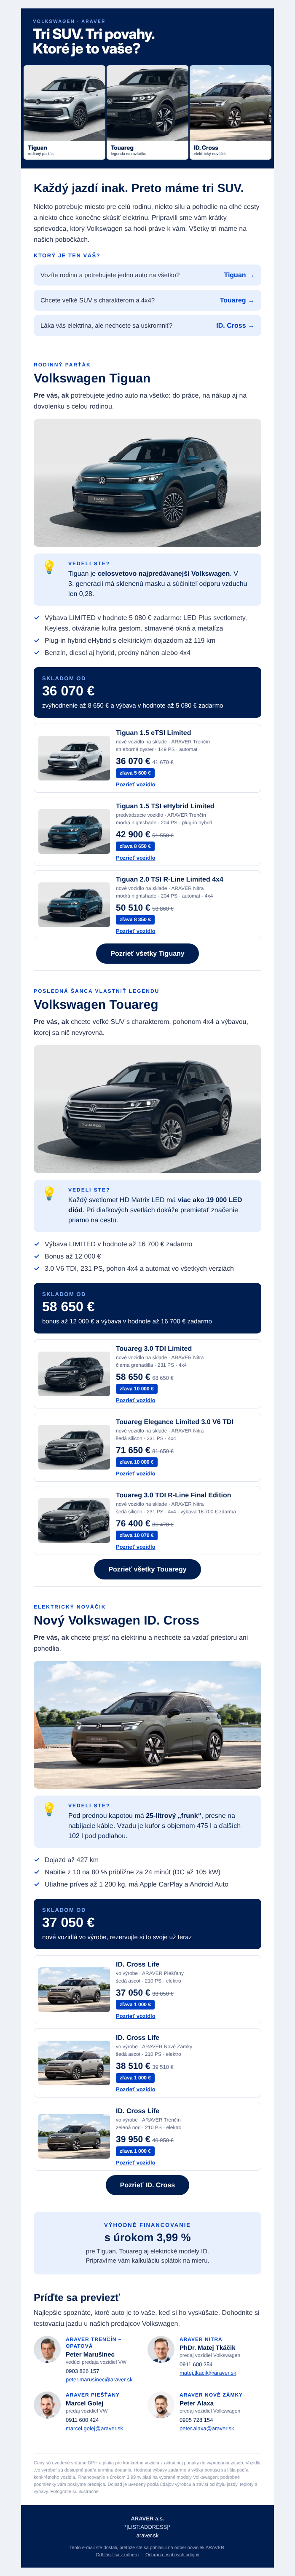 VOLKSWAGEN · ARAVER
Tri SUV. Tri povahy.
Ktoré je to vaše?
Tiguan
rodinný parťák
Touareg
legenda na rozlúčku
ID. Cross
elektrický nováčik
Každý jazdí inak. Preto máme tri SUV.
Niekto potrebuje miesto pre celú rodinu, niekto silu a pohodlie na dlhé cesty
a niekto chce konečne skúsiť elektrinu. Pripravili sme vám krátky
sprievodca, ktorý Volkswagen sa hodí práve k vám. Všetky tri máme na
našich pobočkách.
KTORÝ JE TEN VÁŠ?
Vozíte rodinu a potrebujete jedno auto na všetko?
Tiguan →
Chcete veľké SUV s charakterom a 4x4?
Touareg →
Láka vás elektrina, ale nechcete sa uskromniť?
ID. Cross →
RODINNÝ PARŤÁK
Volkswagen Tiguan
Pre vás, ak potrebujete jedno auto na všetko: do práce, na nákup aj na
dovolenku s celou rodinou.
VEDELI STE?
Tiguan je celosvetovo najpredávanejší Volkswagen. V
3. generácii má sklenenú masku a súčiniteľ odporu vzduchu
len 0,28.
✓ Výbava LIMITED v hodnote 5 080 € zadarmo: LED Plus svetlomety,
Keyless, otváranie kufra gestom, strnavené okná a metalíza
✓ Plug-in hybrid eHybrid s elektrickým dojazdom až 119 km
✓ Benzín, diesel aj hybrid, predný náhon alebo 4x4
SKLADOM OD
36 070 €
zvýhodnenie až 8 650 € a výbava v hodnote až 5 080 € zadarmo
Tiguan 1.5 eTSI Limited
nové vozidlo na sklade · ARAVER Trenčín
strieborná oyster · 149 PS · automat
36 070 € 41 670 €
zľava 5 600 €
Pozrieť vozidlo
Tiguan 1.5 TSI eHybrid Limited
predvádzacie vozidlo · ARAVER Trenčín
modrá nightshade · 204 PS · plug-in hybrid
42 900 € 51 550 €
zľava 8 650 €
Pozrieť vozidlo
Tiguan 2.0 TSI R-Line Limited 4x4
nové vozidlo na sklade · ARAVER Nitra
modrá nightshade · 204 PS · automat · 4x4
50 510 € 58 860 €
zľava 8 350 €
Pozrieť vozidlo
Pozrieť všetky Tiguany
POSLEDNÁ ŠANCA VLASTNIŤ LEGENDU
Volkswagen Touareg
Pre vás, ak chcete veľké SUV s charakterom, pohonom 4x4 a výbavou,
ktorej sa nič nevyrovná.
VEDELI STE?
Každý svetlomet HD Matrix LED má viac ako 19 000 LED
diód. Pri diaľkových svetlách dokáže premietať značenie
priamo na cestu.
✓ Výbava LIMITED v hodnote až 16 700 € zadarmo
✓ Bonus až 12 000 €
✓ 3.0 V6 TDI, 231 PS, pohon 4x4 a automat vo všetkých verziách
SKLADOM OD
58 650 €
bonus až 12 000 € a výbava v hodnote až 16 700 € zadarmo
Touareg 3.0 TDI Limited
nové vozidlo na sklade · ARAVER Nitra
čierna grenadilla · 231 PS · 4x4
58 650 € 68 650 €
zľava 10 000 €
Pozrieť vozidlo
Touareg Elegance Limited 3.0 V6 TDI
nové vozidlo na sklade · ARAVER Nitra
šedá silicon · 231 PS · 4x4
71 650 € 81 650 €
zľava 10 000 €
Pozrieť vozidlo
Touareg 3.0 TDI R-Line Final Edition
nové vozidlo na sklade · ARAVER Nitra
šedá silicon · 231 PS · 4x4 · výbava 16 700 € zadarmo
76 400 € 86 470 €
zľava 10 070 €
Pozrieť vozidlo
Pozrieť všetky Touaregy
ELEKTRICKÝ NOVÁČIK
Nový Volkswagen ID. Cross
Pre vás, ak chcete prejsť na elektrinu a nechcete sa vzdať priestoru ani
pohodlia.
VEDELI STE?
Pod prednou kapotou má 25-litrový „frunk“, presne na
nabíjacie káble. Vzadu je kufor s objemom 475 l a ďalších
102 l pod podlahou.
✓ Dojazd až 427 km
✓ Nabitie z 10 na 80 % približne za 24 minút (DC až 105 kW)
✓ Utiahne príves až 1 200 kg, má Apple CarPlay a Android Auto
SKLADOM OD
37 050 €
nové vozidlá vo výrobe, rezervujte si to svoje už teraz
ID. Cross Life
vo výrobe · ARAVER Piešťany
šedá ascot · 210 PS · elektro
37 050 € 38 050 €
zľava 1 000 €
Pozrieť vozidlo
ID. Cross Life
vo výrobe · ARAVER Nové Zámky
šedá ascot · 210 PS · elektro
38 510 € 39 510 €
zľava 1 000 €
Pozrieť vozidlo
ID. Cross Life
vo výrobe · ARAVER Trenčín
zelená nori · 210 PS · elektro
39 950 € 40 950 €
zľava 1 000 €
Pozrieť vozidlo
Pozrieť ID. Cross
VÝHODNÉ FINANCOVANIE
s úrokom 3,99 %
pre Tiguan, Touareg aj elektrické modely ID.
Pripravíme vám kalkuláciu splátok na mieru.
Príďte sa previezť
Najlepšie spoznáte, ktoré auto je to vaše, keď si ho vyskúšate. Dohodnite si
testovaciu jazdu u našich predajcov Volkswagen.
ARAVER TRENČÍN –
OPATOVÁ
Peter Marušinec
vedúci predaja vozidiel VW
0903 826 157
peter.marusinec@araver.sk
ARAVER NITRA
PhDr. Matej Tkáčik
predaj vozidiel Volkswagen
0911 600 254
matej.tkacik@araver.sk
ARAVER PIEŠŤANY
Marcel Golej
predaj vozidiel VW
0911 600 424
marcel.golej@araver.sk
ARAVER NOVÉ ZÁMKY
Peter Alaxa
predaj vozidiel Volkswagen
0905 728 154
peter.alaxa@araver.sk
ARAVER a.s.
*|LIST:ADDRESS|*
araver.sk
Tento e-mail ste dostali, pretože ste sa prihlásili na odber noviniek ARAVER.
Odhlásiť sa z odberu
Ochrana osobných údajov